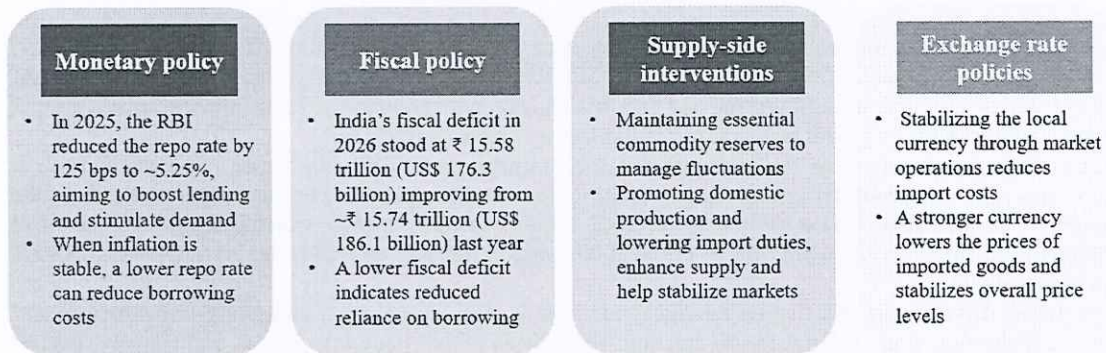 Monetary policy
• In 2025, the RBI
reduced the repo rate by
125 bps to ~5.25%,
aiming to boost lending
and stimulate demand
• When inflation is
stable, a lower repo rate
can reduce borrowing
costs
Fiscal policy
• India's fiscal deficit in
2026 stood at ₹ 15.58
trillion (US$ 176.3
billion) improving from
~₹ 15.74 trillion (US$
186.1 billion) last year
• A lower fiscal deficit
indicates reduced
reliance on borrowing
Supply-side
interventions
• Maintaining essential
commodity reserves to
manage fluctuations
• Promoting domestic
production and
lowering import duties,
enhance supply and
help stabilize markets
Exchange rate
policies
• Stabilizing the local
currency through market
operations reduces
import costs
• A stronger currency
lowers the prices of
imported goods and
stabilizes overall price
levels